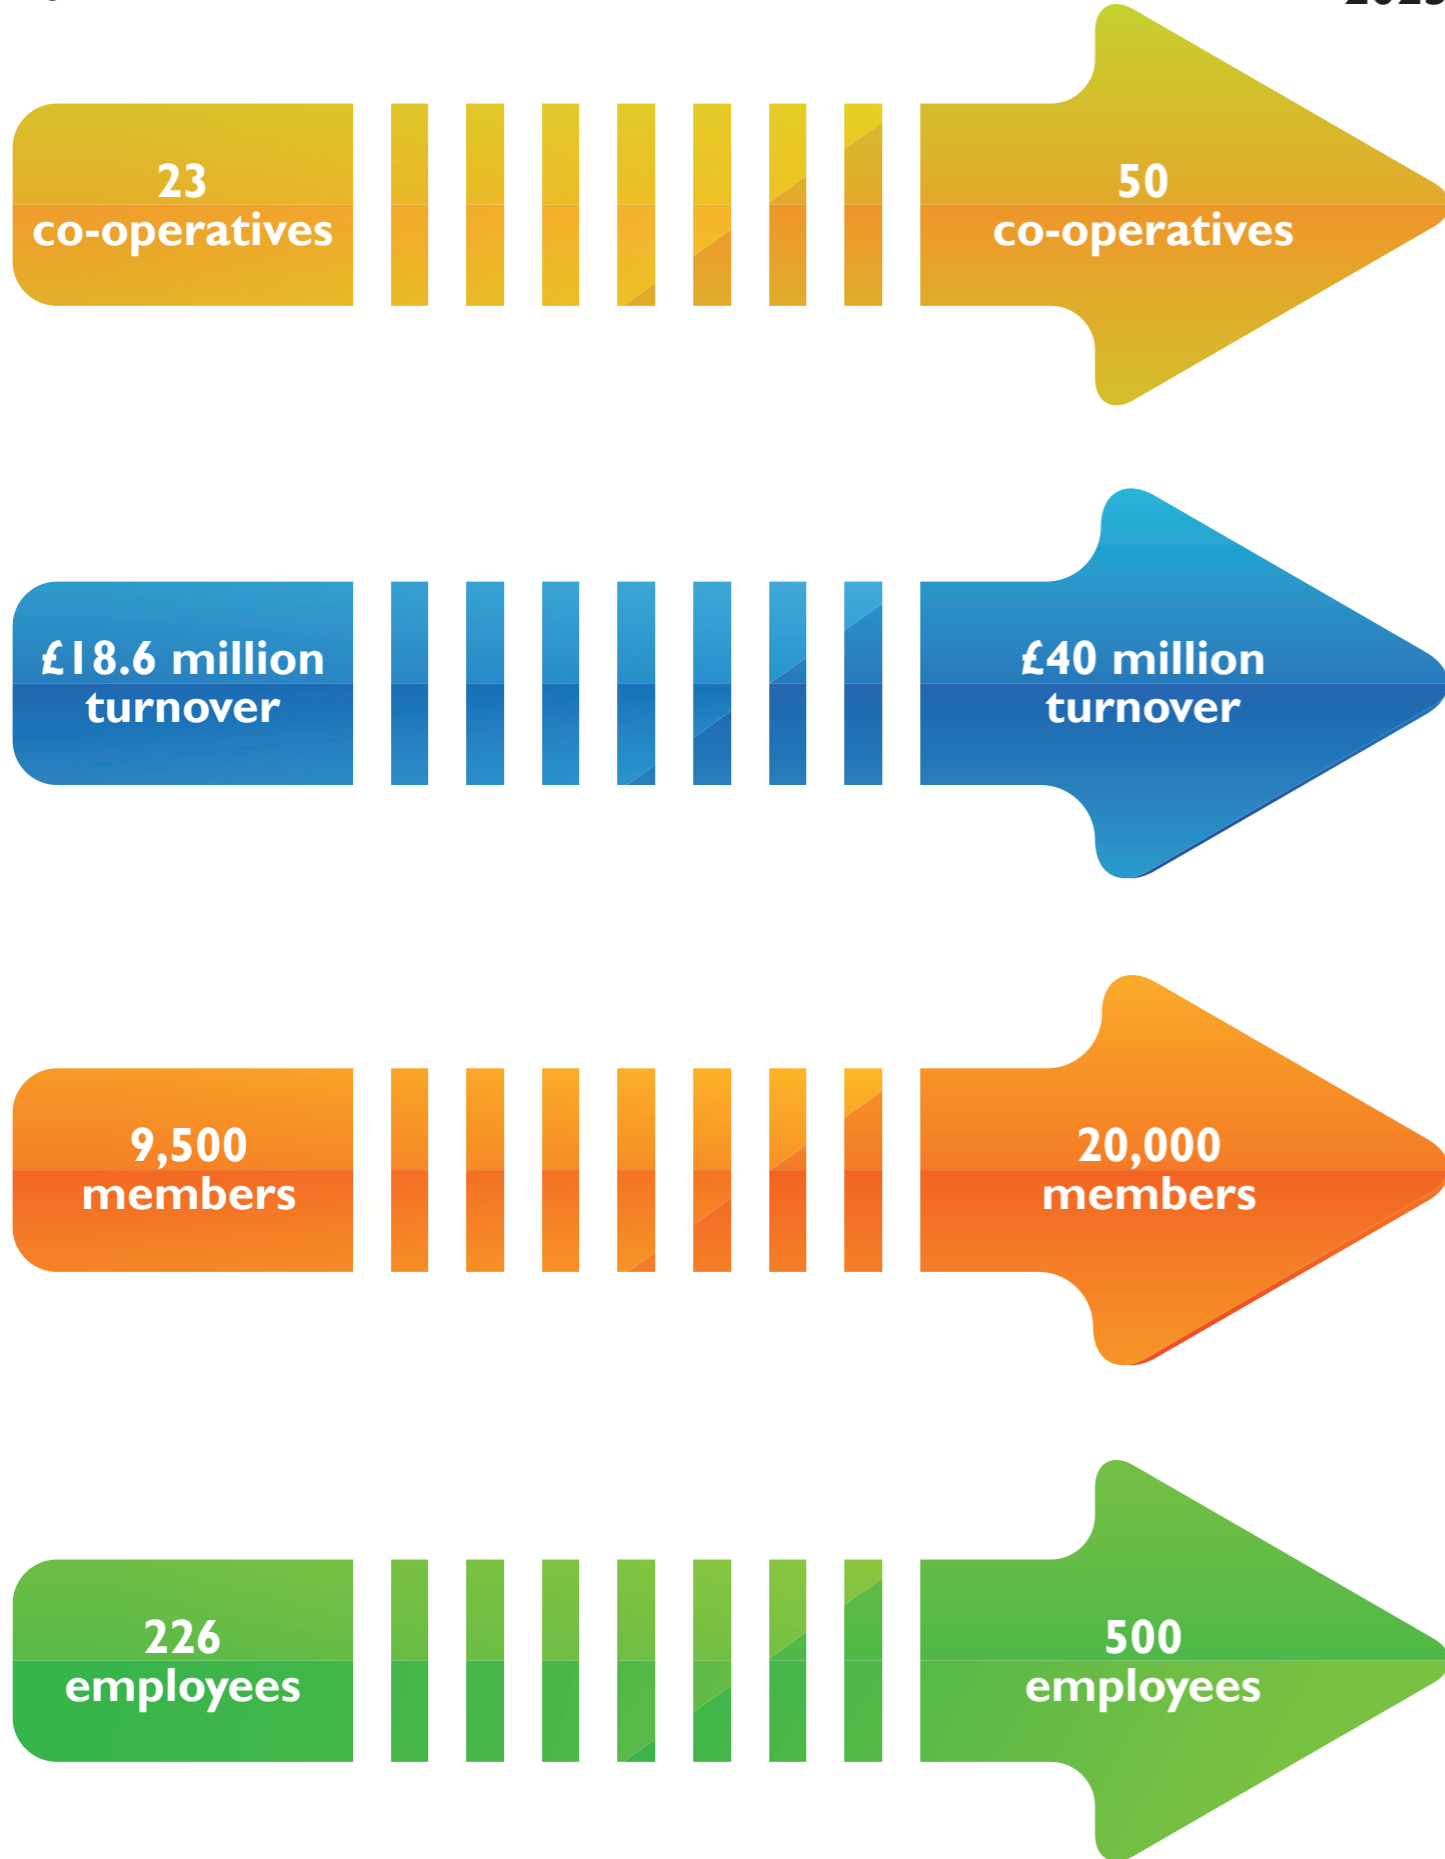 23
co-operatives
50
co-operatives
£18.6 million
turnover
£40 million
turnover
9,500
members
20,000
members
226
employees
500
employees